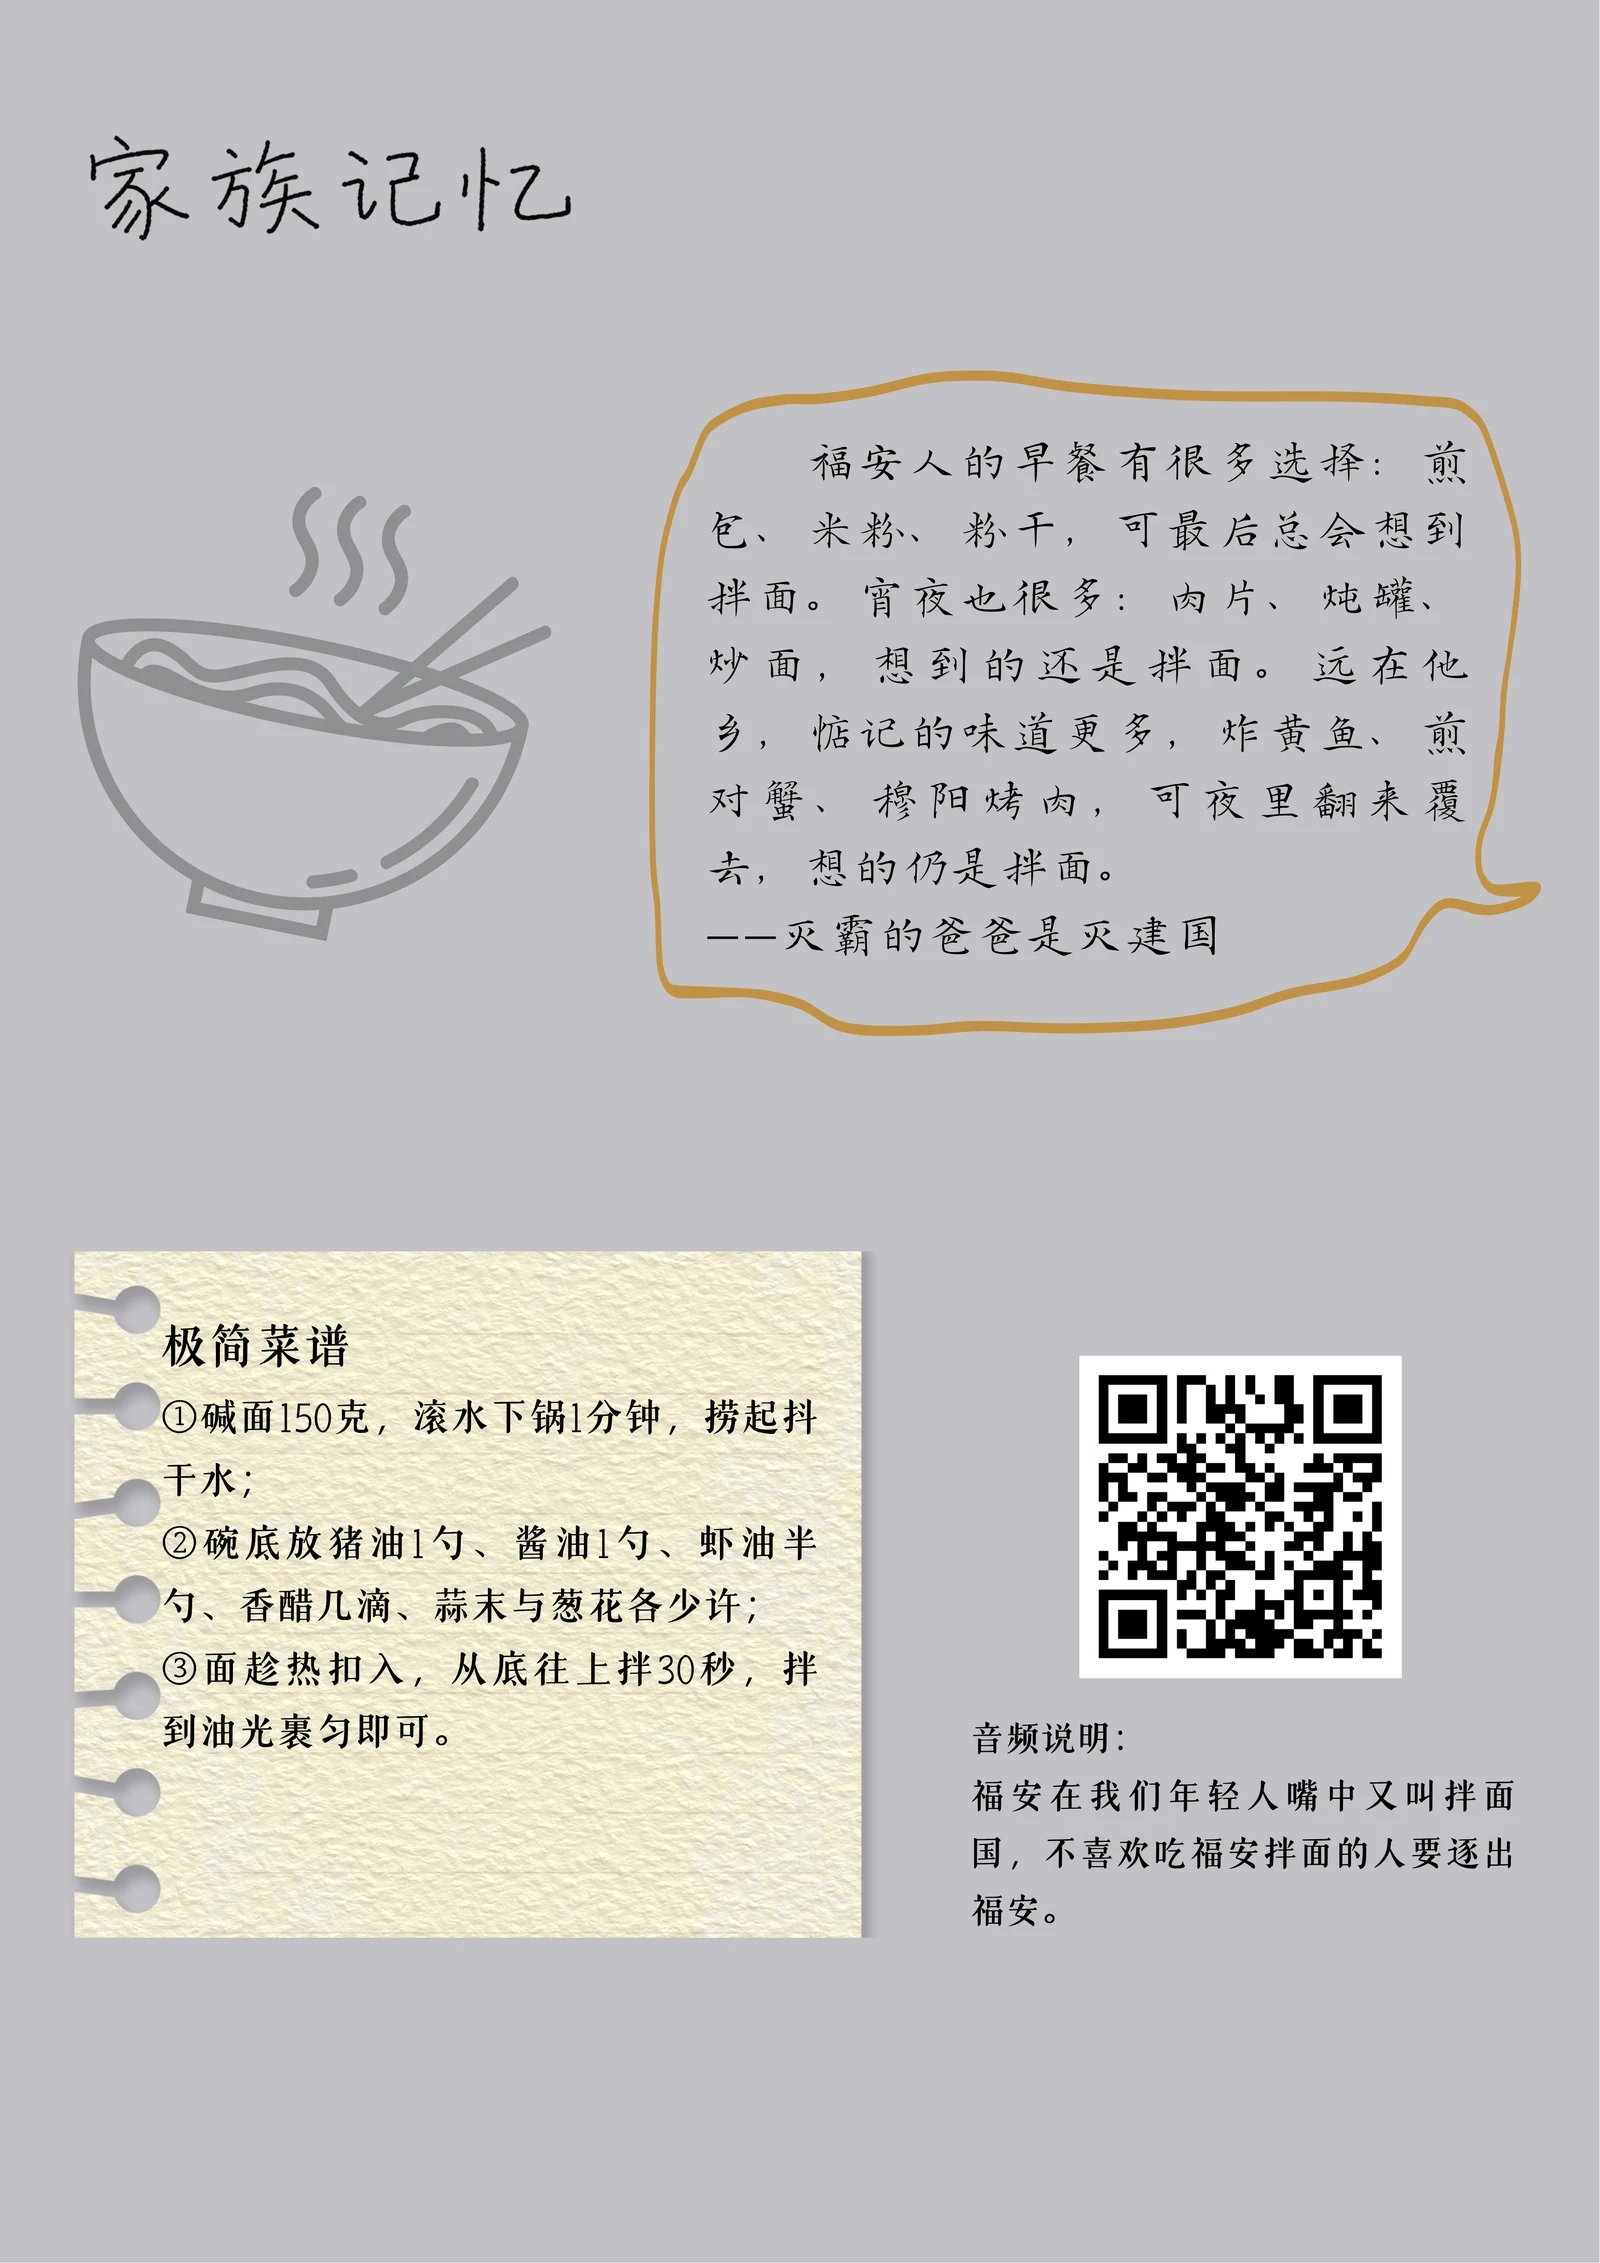 家族记忆
福安人的早餐有很多选择：煎
包、米粉、粉干，可最后总会想到
拌面。宵夜也很多：肉片、炖罐、
炒面，想到的还是拌面。远在他
乡，惦记的味道更多，炸黄鱼、煎
对蟹、穆阳烤肉，可夜里翻来覆
去，想的仍是拌面。
——灭霸的爸爸是灭建国
极简菜谱
①碱面150克，滚水下锅1分钟，捞起抖
干水；
②碗底放猪油1勺、酱油1勺、虾油半
勺、香醋几滴、蒜末与葱花各少许；
③面趁热扣入，从底往上拌30秒，拌
到油光裹匀即可。
音频说明：
福安在我们年轻人嘴中又叫拌面
国，不喜欢吃福安拌面的人要逐出
福安。